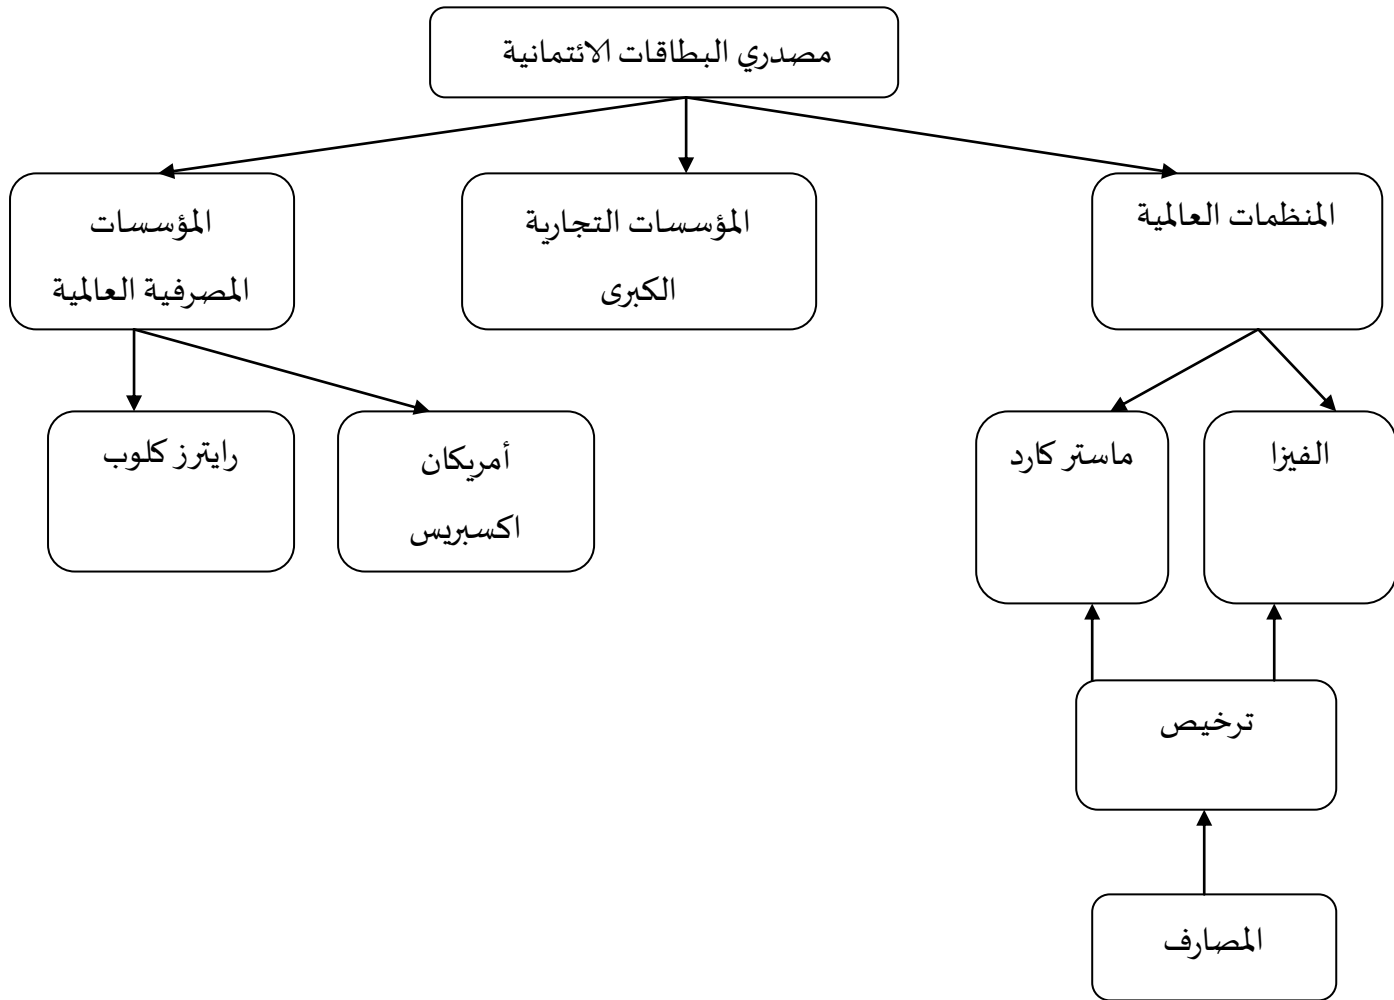 مصدري البطاقات الائتمانية
المنظمات العالمية
المؤسسات التجارية
الكبرى
المؤسسات
المصرفية العالمية
الفيزا
ماستر كارد
أمريكان
اكسبريس
رايترز كلوب
ترخيص
المصارف